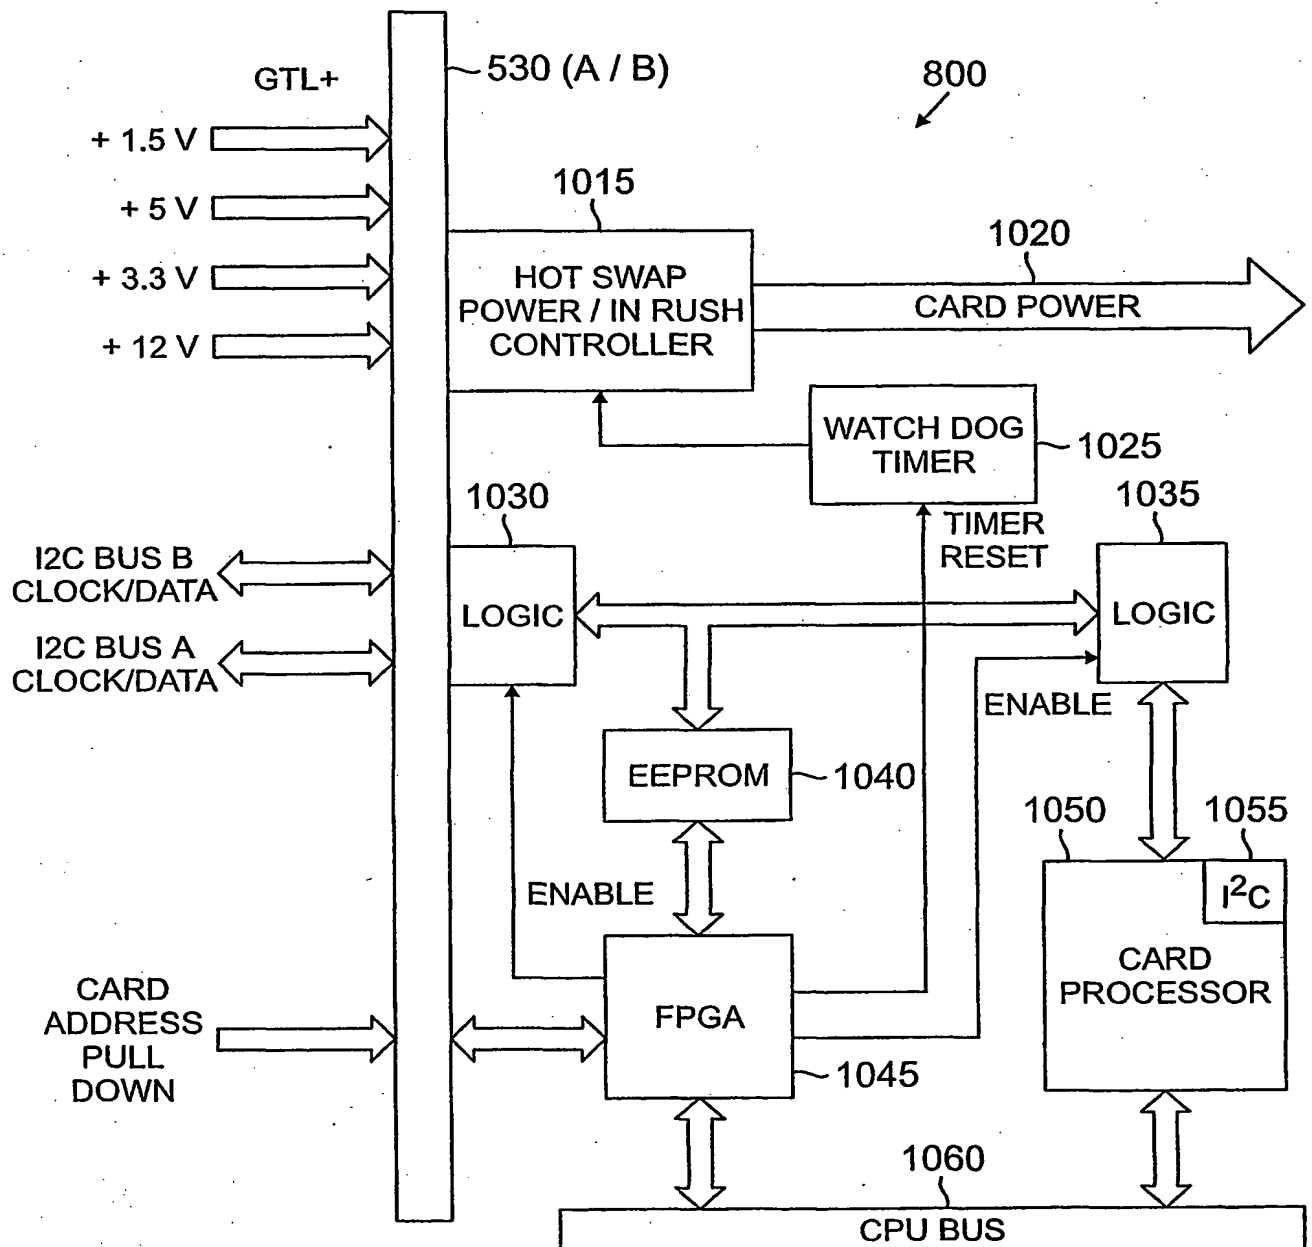 GTL+
530 (A / B)
800
+ 1.5 V
+ 5 V
+ 3.3 V
+ 12 V
1015
HOT SWAP
POWER / IN RUSH
CONTROLLER
1020
CARD POWER
WATCH DOG
TIMER
1025
1030
TIMER
RESET
1035
I2C BUS B
CLOCK/DATA
LOGIC
LOGIC
I2C BUS A
CLOCK/DATA
ENABLE
EEPROM
1040
1050
1055
I²C
ENABLE
CARD
PROCESSOR
CARD
ADDRESS
PULL
DOWN
FPGA
1045
1060
CPU BUS